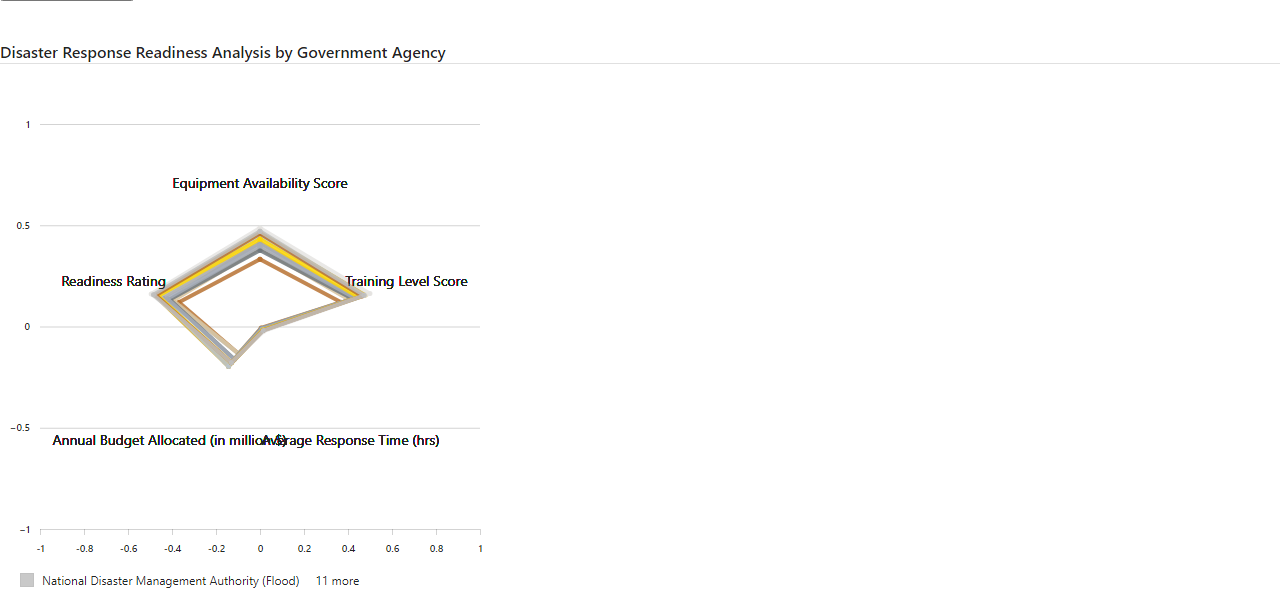 Disaster Response Readiness Analysis by Government Agency
1
Equipment Availability Score
0.5
Readiness Rating
Training Level Score
0
−0.5
Annual Budget Allocated (in million $)
Average Response Time (hrs)
−1
-1 -0.8 -0.6 -0.4 -0.2 0 0.2 0.4 0.6 0.8 1
National Disaster Management Authority (Flood) 11 more